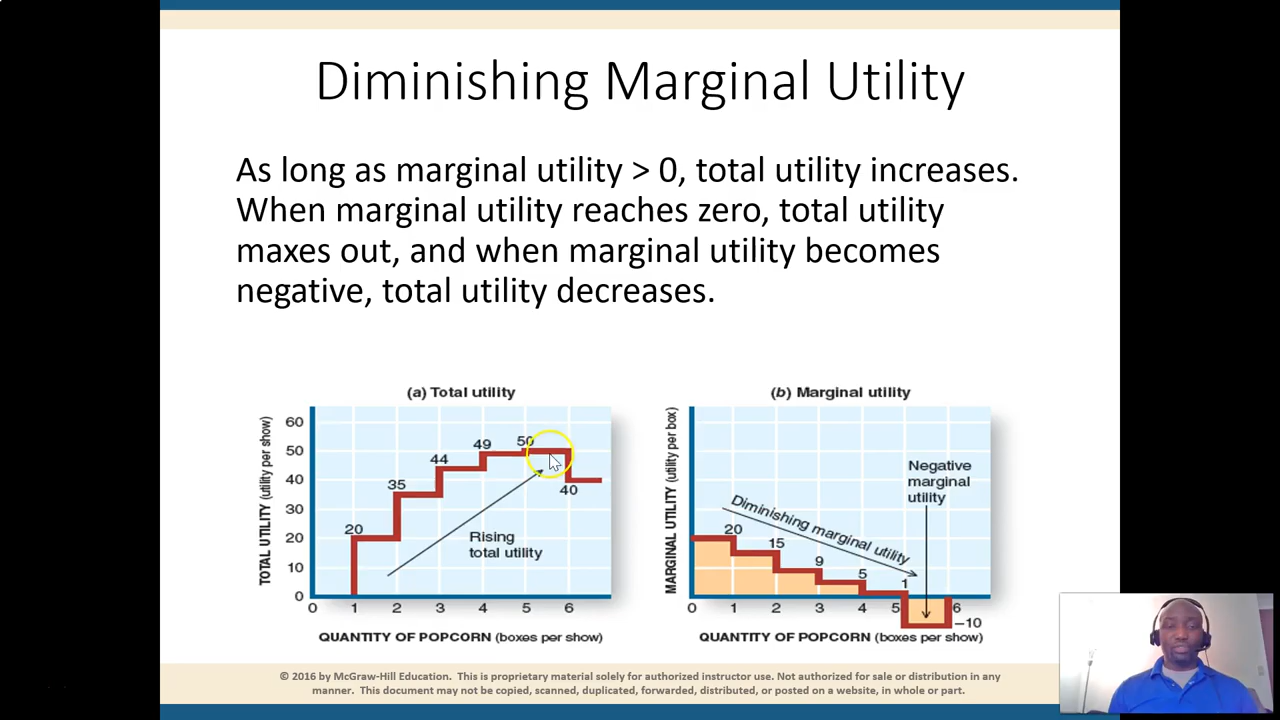 Diminishing Marginal Utility
As long as marginal utility > 0, total utility increases.
When marginal utility reaches zero, total utility
maxes out, and when marginal utility becomes
negative, total utility decreases.
(a) Total utility
TOTAL UTILITY (utility per show)
60
50
40
30
20
10
0
20
35
44
49
50
40
Rising
total utility
0 1 2 3 4 5 6
QUANTITY OF POPCORN (boxes per show)
(b) Marginal utility
MARGINAL UTILITY (utility per box)
Negative
marginal
utility
Diminishing marginal utility
20
15
9
5
1
–10
0 1 2 3 4 5 6
QUANTITY OF POPCORN (boxes per show)
© 2016 by McGraw-Hill Education. This is proprietary material solely for authorized instructor use. Not authorized for sale or distribution in any
manner. This document may not be copied, scanned, duplicated, forwarded, distributed, or posted on a website, in whole or part.